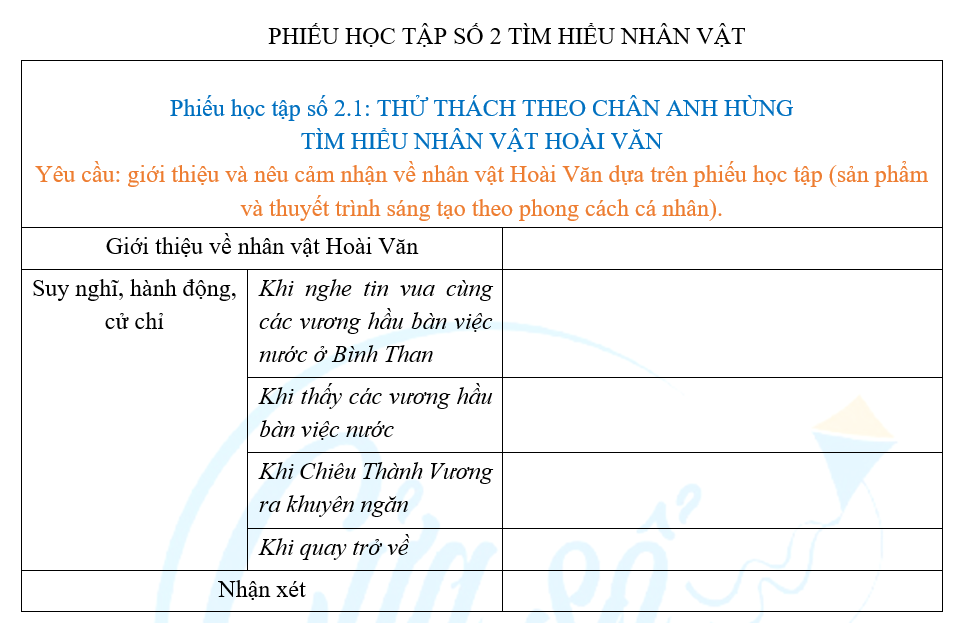 PHIẾU HỌC TẬP SỐ 2 TÌM HIỂU NHÂN VẬT
Phiếu học tập số 2.1: THỬ THÁCH THEO CHÂN ANH HÙNG
TÌM HIỂU NHÂN VẬT HOÀI VĂN
Yêu cầu: giới thiệu và nêu cảm nhận về nhân vật Hoài Văn dựa trên phiếu học tập (sản phẩm
và thuyết trình sáng tạo theo phong cách cá nhân).
Giới thiệu về nhân vật Hoài Văn
Suy nghĩ, hành động,
cử chỉ
Khi nghe tin vua cùng
các vương hầu bàn việc
nước ở Bình Than
Khi thấy các vương hầu
bàn việc nước
Khi Chiêu Thành Vương
ra khuyên ngăn
Khi quay trở về
Nhận xét
Cửa sổ